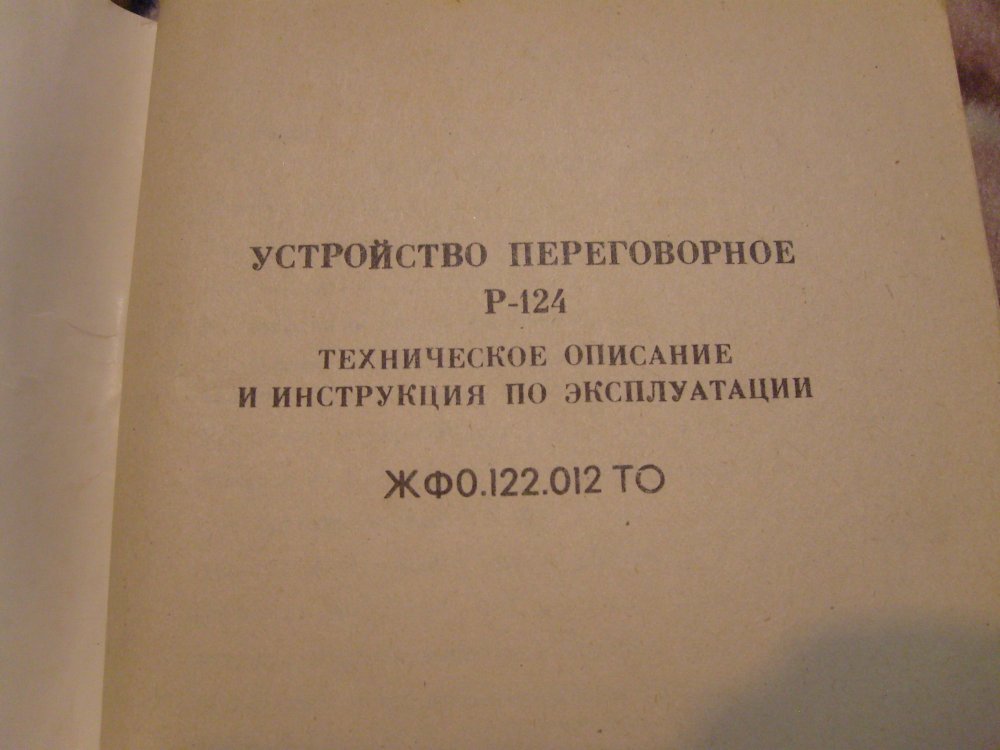 УСТРОЙСТВО ПЕРЕГОВОРНОЕ
Р-124
ТЕХНИЧЕСКОЕ ОПИСАНИЕ
И ИНСТРУКЦИЯ ПО ЭКСПЛУАТАЦИИ
ЖФ0.122.012 ТО